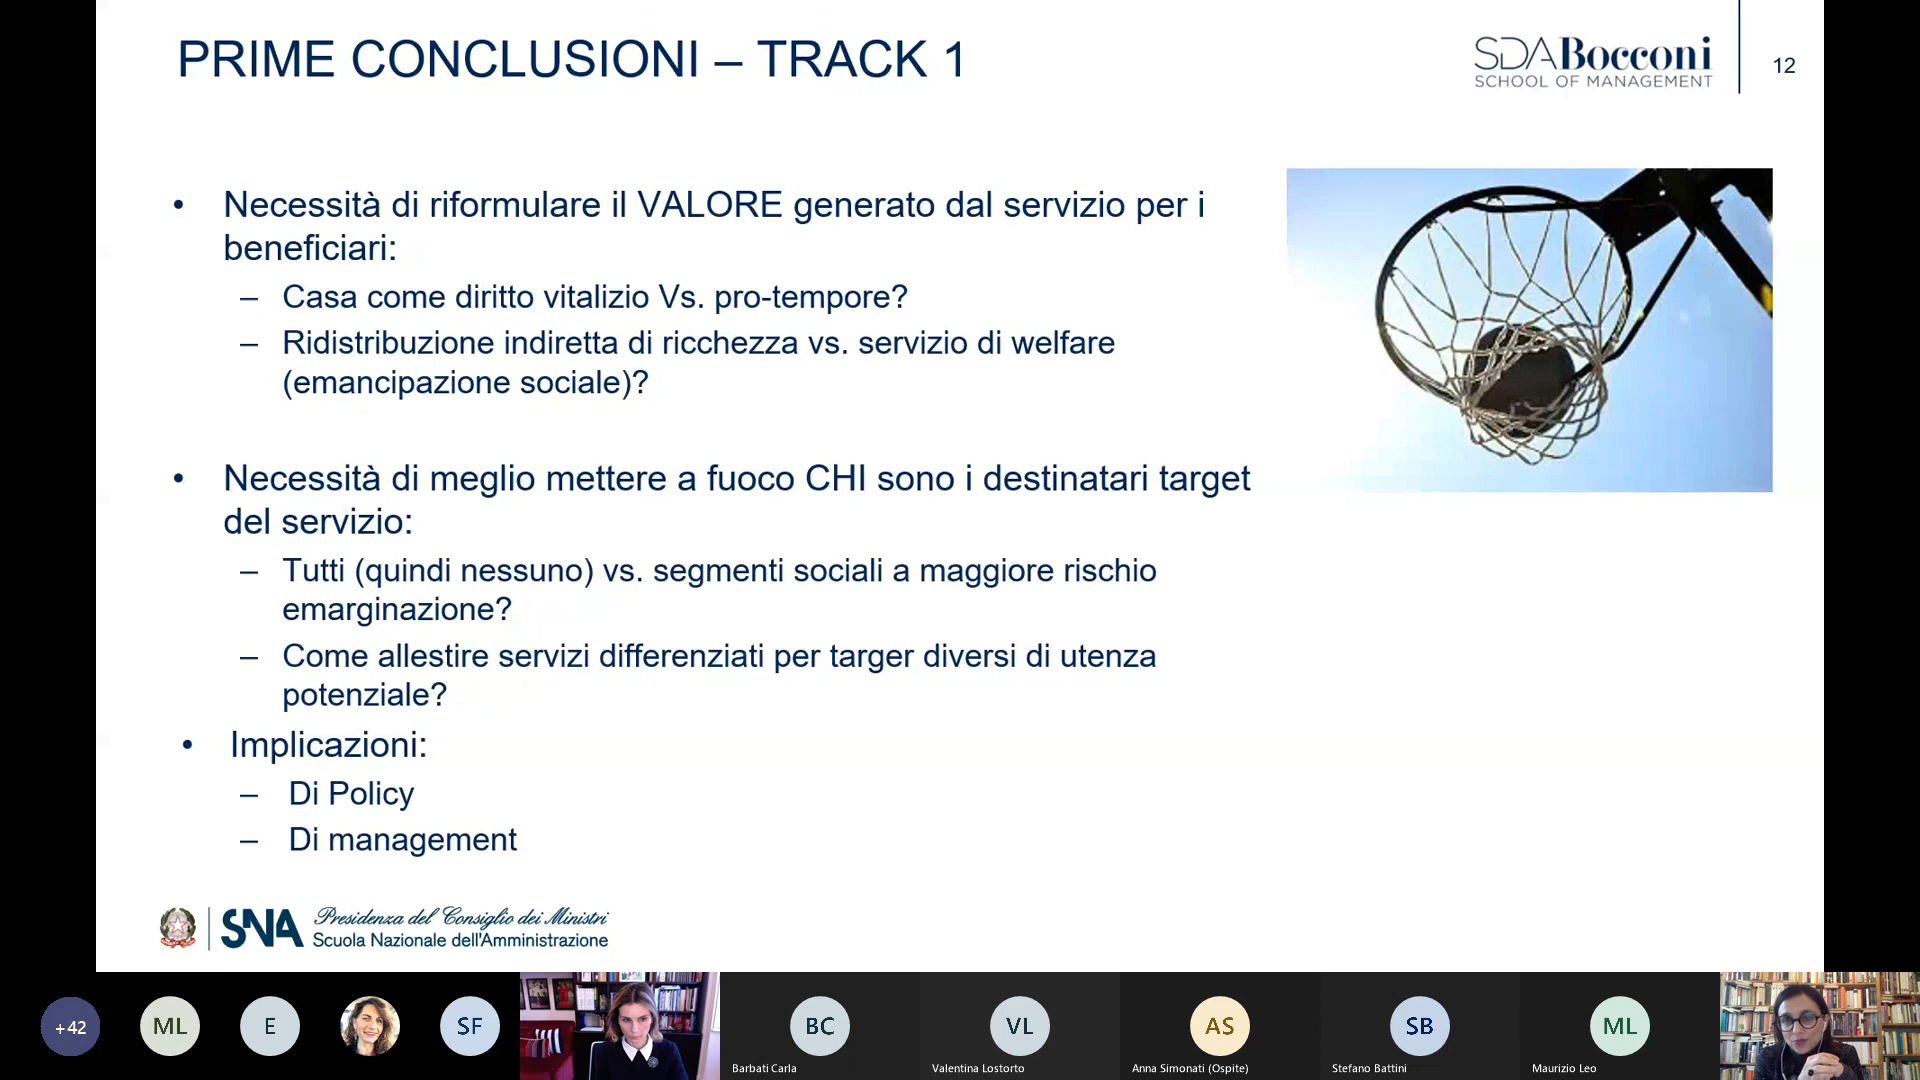 PRIME CONCLUSIONI – TRACK 1
SDABocconi
SCHOOL OF MANAGEMENT
12
• Necessità di riformulare il VALORE generato dal servizio per i
beneficiari:
– Casa come diritto vitalizio Vs. pro-tempore?
– Ridistribuzione indiretta di ricchezza vs. servizio di welfare
(emancipazione sociale)?
• Necessità di meglio mettere a fuoco CHI sono i destinatari target
del servizio:
– Tutti (quindi nessuno) vs. segmenti sociali a maggiore rischio
emarginazione?
– Come allestire servizi differenziati per targer diversi di utenza
potenziale?
• Implicazioni:
– Di Policy
– Di management
SNA
Presidenza del Consiglio dei Ministri
Scuola Nazionale dell'Amministrazione
+42
ML
E
SF
BC
Barbati Carla
VL
Valentina Lostorto
AS
Anna Simonati (Ospite)
SB
Stefano Battini
ML
Maurizio Leo